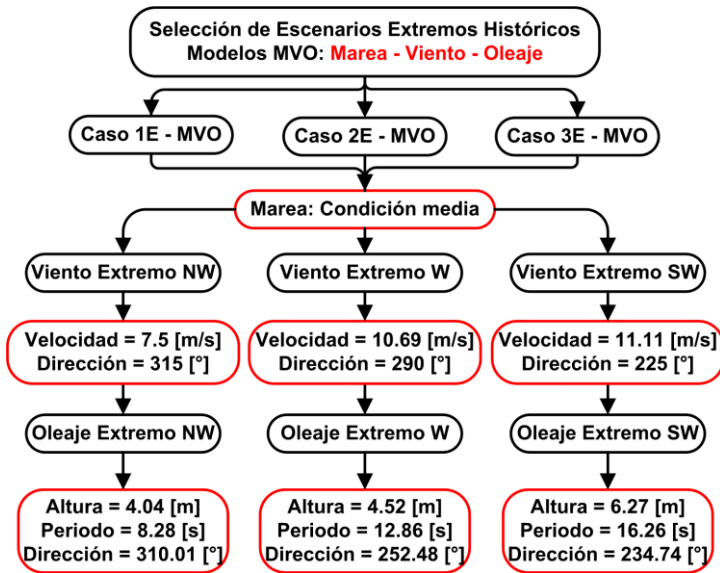 Selección de Escenarios Extremos Históricos
Modelos MVO: Marea - Viento - Oleaje
Caso 1E - MVO
Caso 2E - MVO
Caso 3E - MVO
Marea: Condición media
Viento Extremo NW
Viento Extremo W
Viento Extremo SW
Velocidad = 7.5 [m/s]
Dirección = 315 [°]
Velocidad = 10.69 [m/s]
Dirección = 290 [°]
Velocidad = 11.11 [m/s]
Dirección = 225 [°]
Oleaje Extremo NW
Oleaje Extremo W
Oleaje Extremo SW
Altura = 4.04 [m]
Periodo = 8.28 [s]
Dirección = 310.01 [°]
Altura = 4.52 [m]
Periodo = 12.86 [s]
Dirección = 252.48 [°]
Altura = 6.27 [m]
Periodo = 16.26 [s]
Dirección = 234.74 [°]